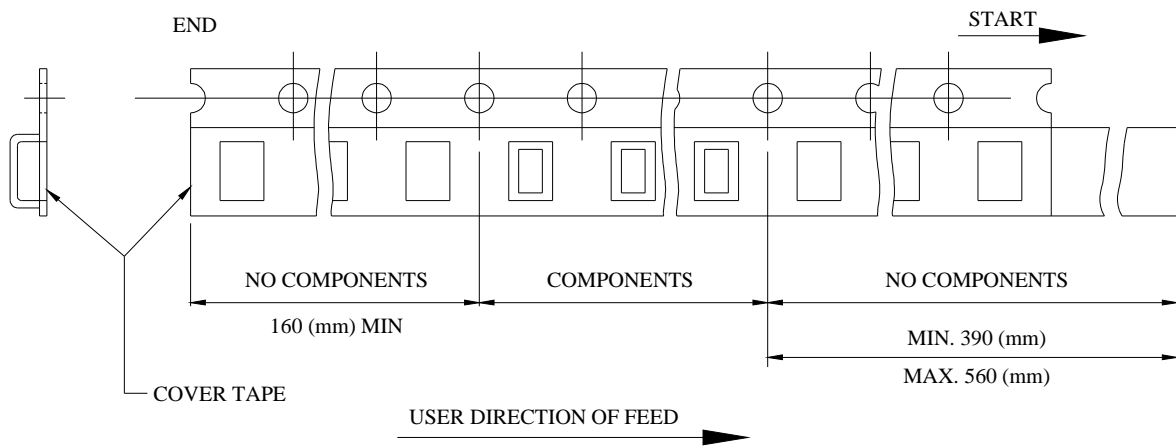 END
START
NO COMPONENTS
COMPONENTS
NO COMPONENTS
160 (mm) MIN
MIN. 390 (mm)
MAX. 560 (mm)
COVER TAPE
USER DIRECTION OF FEED